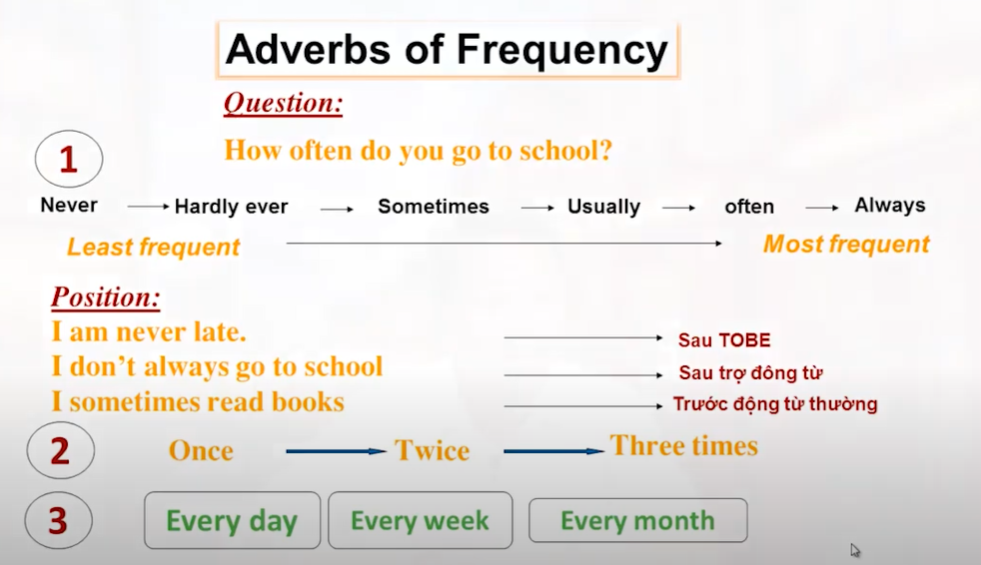 Adverbs of Frequency
Question:
How often do you go to school?
1
Never Hardly ever Sometimes Usually often Always
Least frequent Most frequent
Position:
I am never late. Sau TOBE
I don't always go to school Sau trợ đông từ
I sometimes read books Trước động từ thường
2 Once Twice Three times
3 Every day Every week Every month